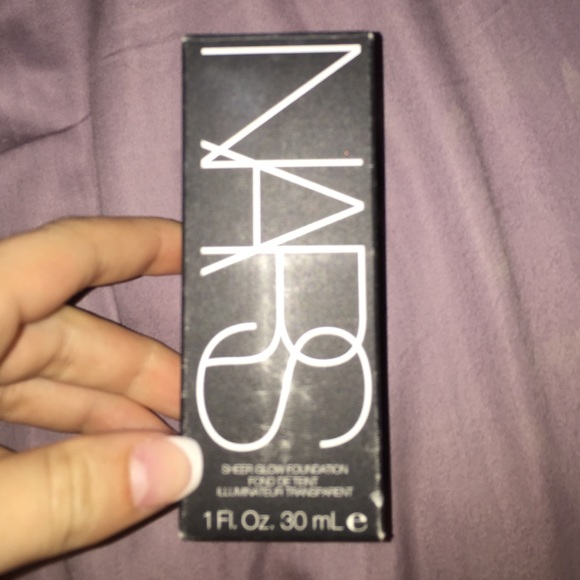 NARS
SHEER GLOW FOUNDATION
FOND DE TEINT
ILLUMINATEUR TRANSPARENT
1 Fl. Oz. 30 mL ℮